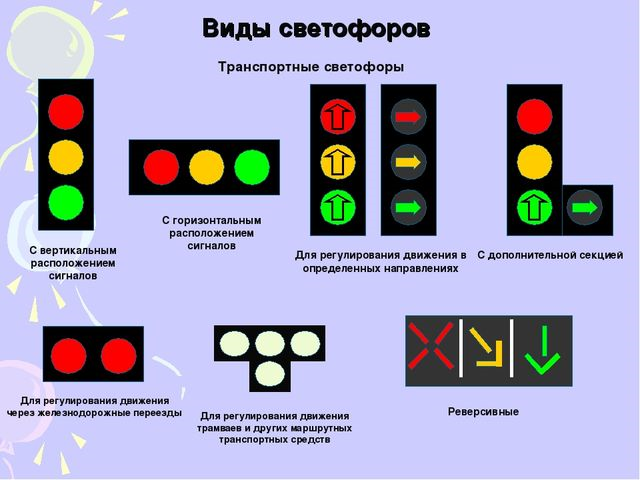 Виды светофоров
Транспортные светофоры
С вертикальным
расположением
сигналов
С горизонтальным
расположением
сигналов
Для регулирования движения в
определенных направлениях
С дополнительной секцией
Для регулирования движения
через железнодорожные переезды
Для регулирования движения
трамваев и других маршрутных
транспортных средств
Реверсивные